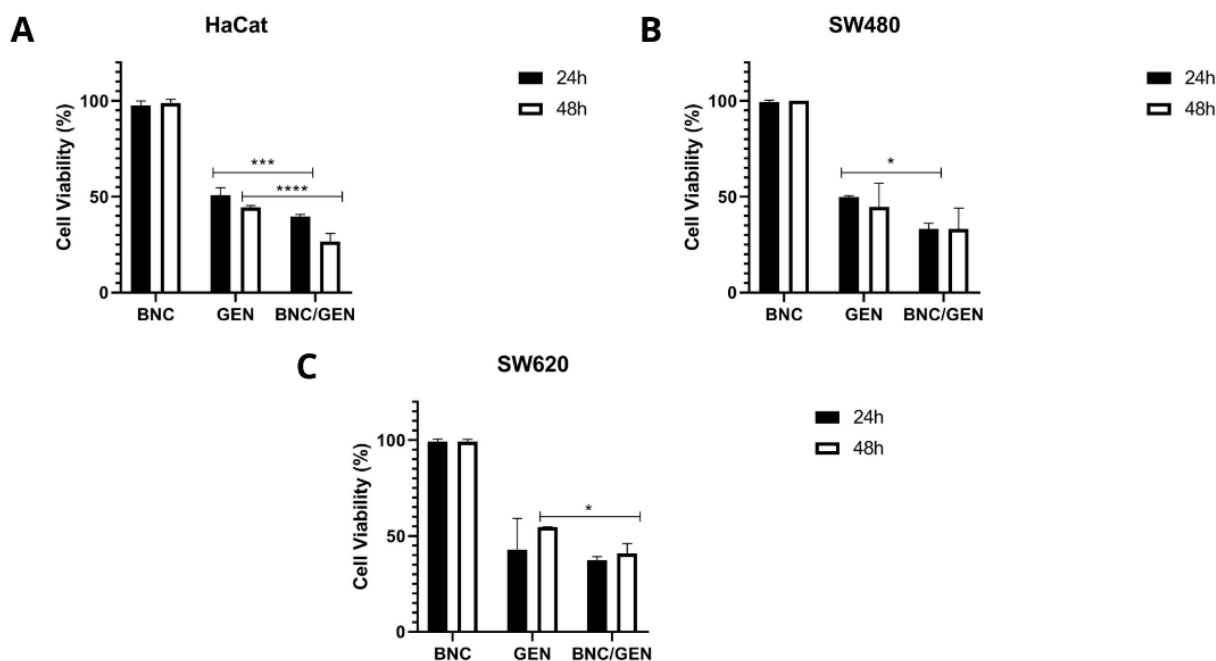 A
HaCat
Cell Viability (%)
100
50
0
***
****
BNC
GEN
BNC/GEN
24h
48h
B
SW480
Cell Viability (%)
100
50
0
*
BNC
GEN
BNC/GEN
24h
48h
C
SW620
Cell Viability (%)
100
50
0
*
BNC
GEN
BNC/GEN
24h
48h